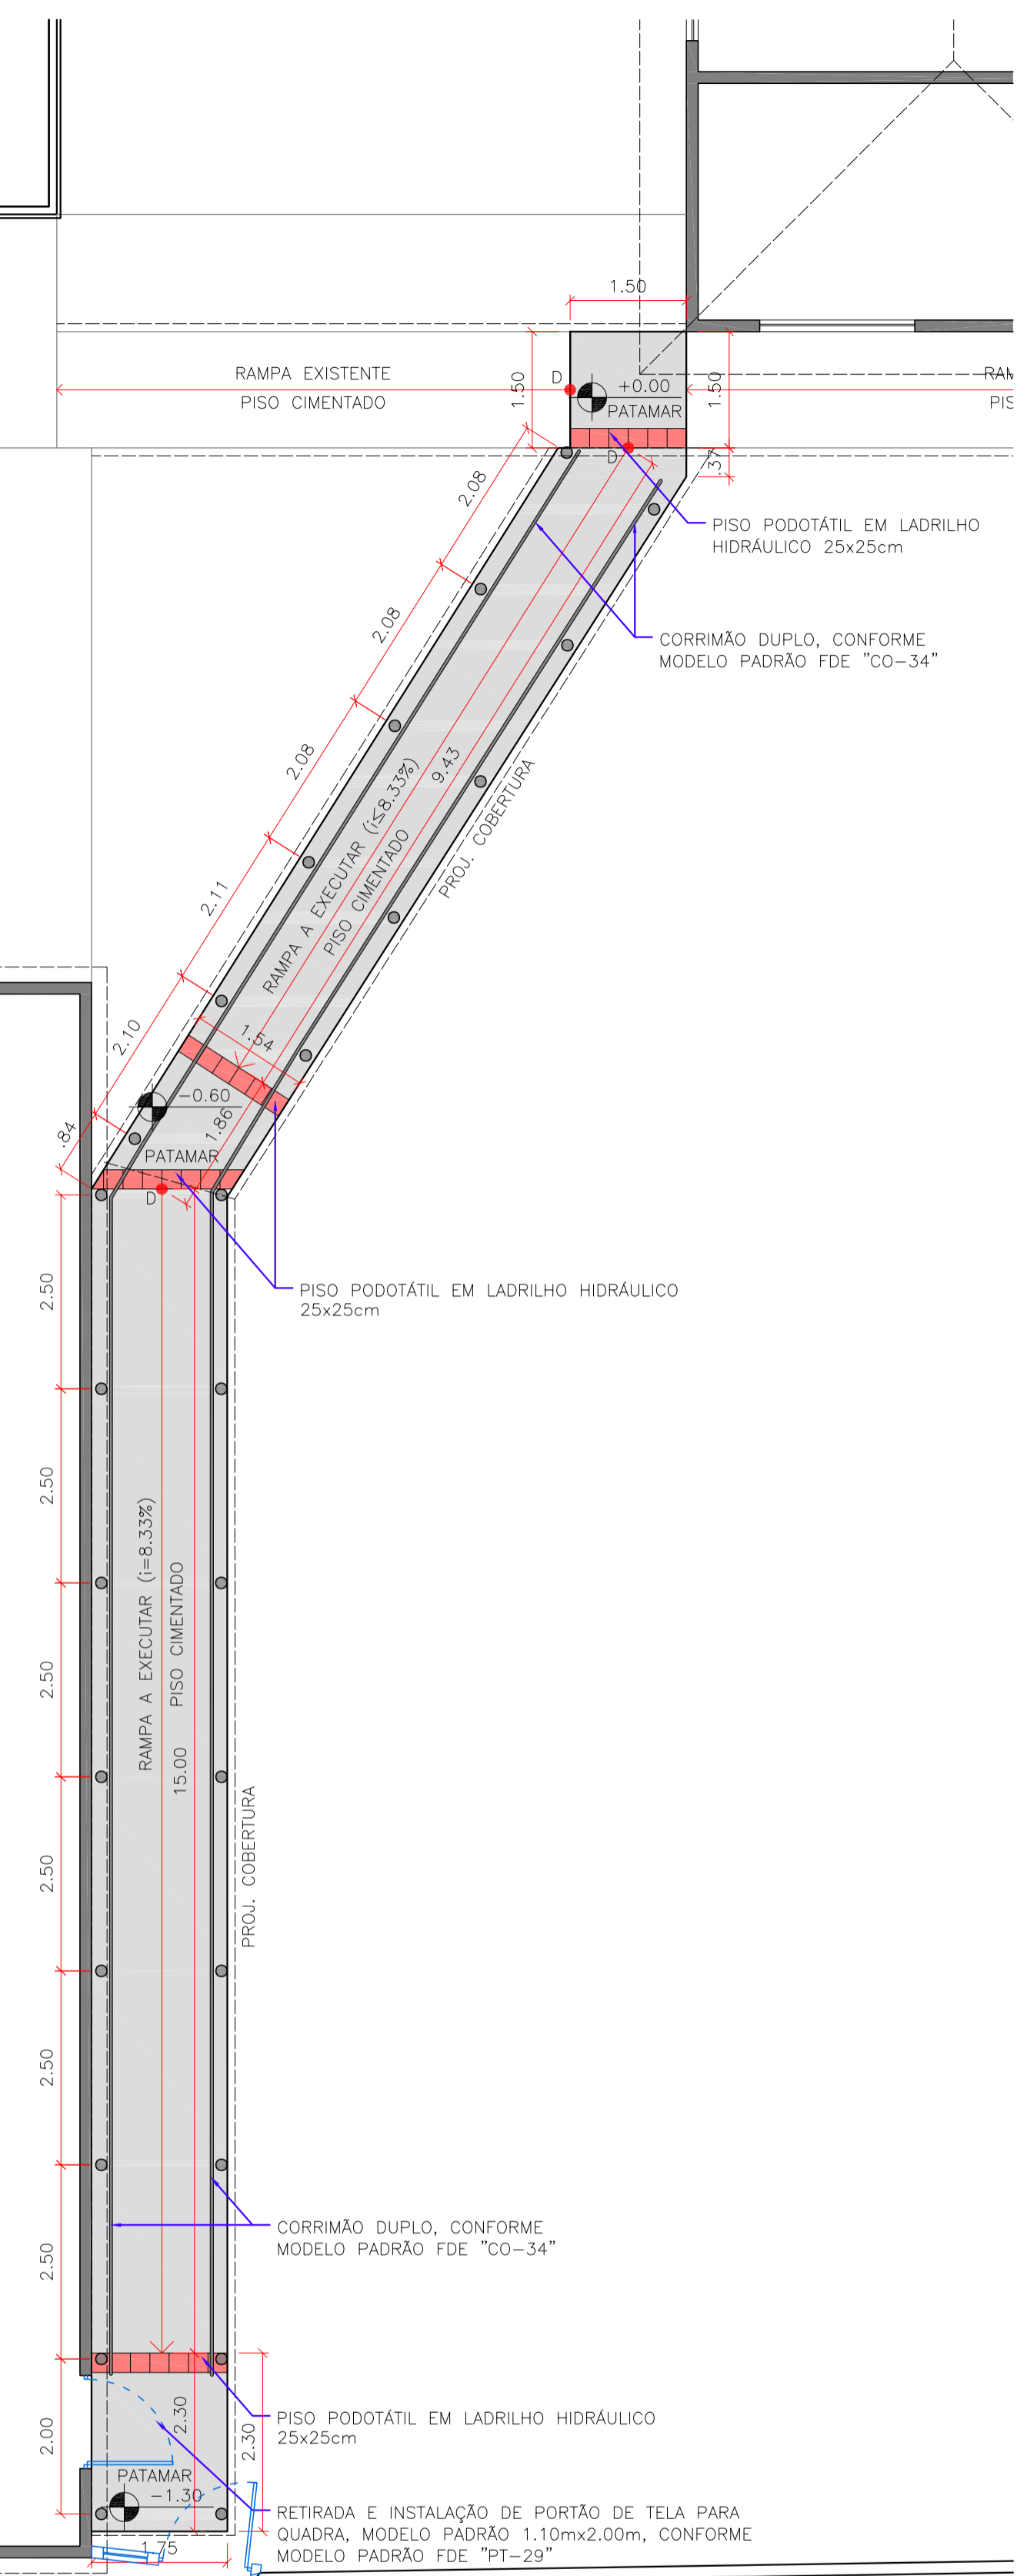 1.50
RAMPA EXISTENTE
PISO CIMENTADO
D
+0.00
PATAMAR
RAM
PIS
1.50
1.50
D
.37
2.08
PISO PODOTÁTIL EM LADRILHO
HIDRÁULICO 25x25cm
2.08
CORRIMÃO DUPLO, CONFORME
MODELO PADRÃO FDE "CO-34"
2.08
9.43
RAMPA A EXECUTAR (i≤8.33%)
PISO CIMENTADO
PROJ. COBERTURA
2.11
2.10
1.54
-0.60
1.86
.84
PATAMAR
D
PISO PODOTÁTIL EM LADRILHO HIDRÁULICO
25x25cm
2.50
2.50
2.50
2.50
2.50
2.50
RAMPA A EXECUTAR (i=8.33%)
PISO CIMENTADO
15.00
PROJ. COBERTURA
CORRIMÃO DUPLO, CONFORME
MODELO PADRÃO FDE "CO-34"
2.00
2.30
2.30
PISO PODOTÁTIL EM LADRILHO HIDRÁULICO
25x25cm
PATAMAR
-1.30
RETIRADA E INSTALAÇÃO DE PORTÃO DE TELA PARA
QUADRA, MODELO PADRÃO 1.10mx2.00m, CONFORME
MODELO PADRÃO FDE "PT-29"
1.75